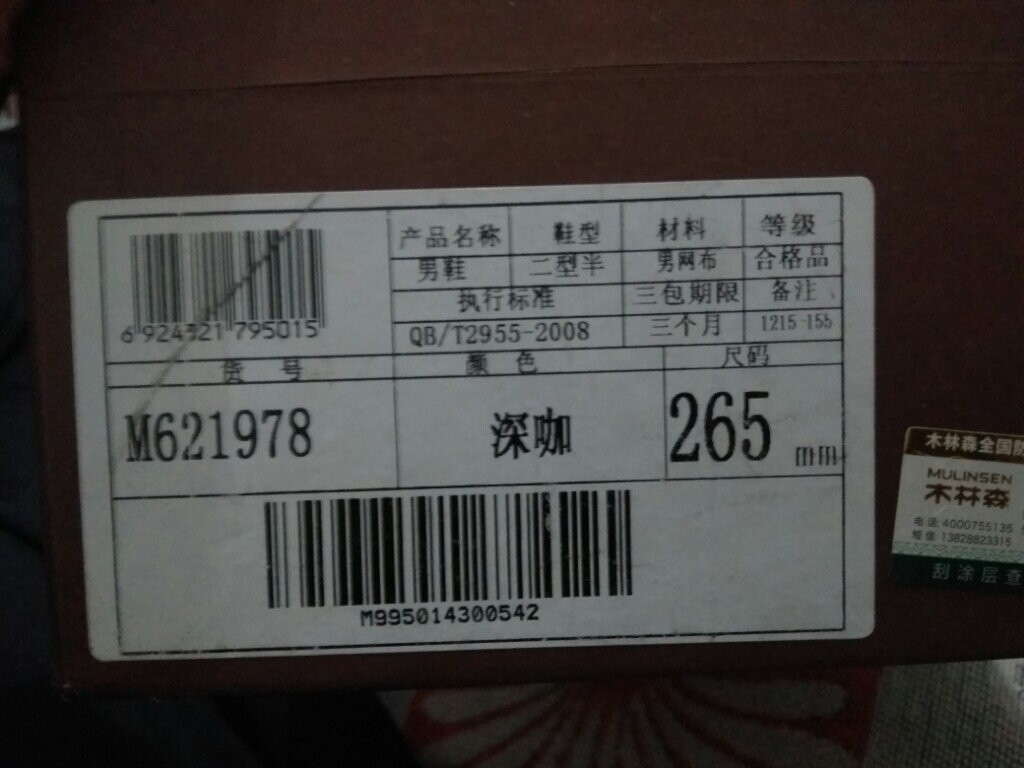 产品名称 鞋型 材料 等级
男鞋 二型半 男网布 合格品
执行标准 三包期限 备注
QB/T2955-2008 三个月 1215-155
6 924321 795015
货号 颜色 尺码
M621978 深咖 265 mm
M995014300542
木林森全国防
MULINSEN
木林森
电话:4000755135
短信:13828823315
刮涂层查